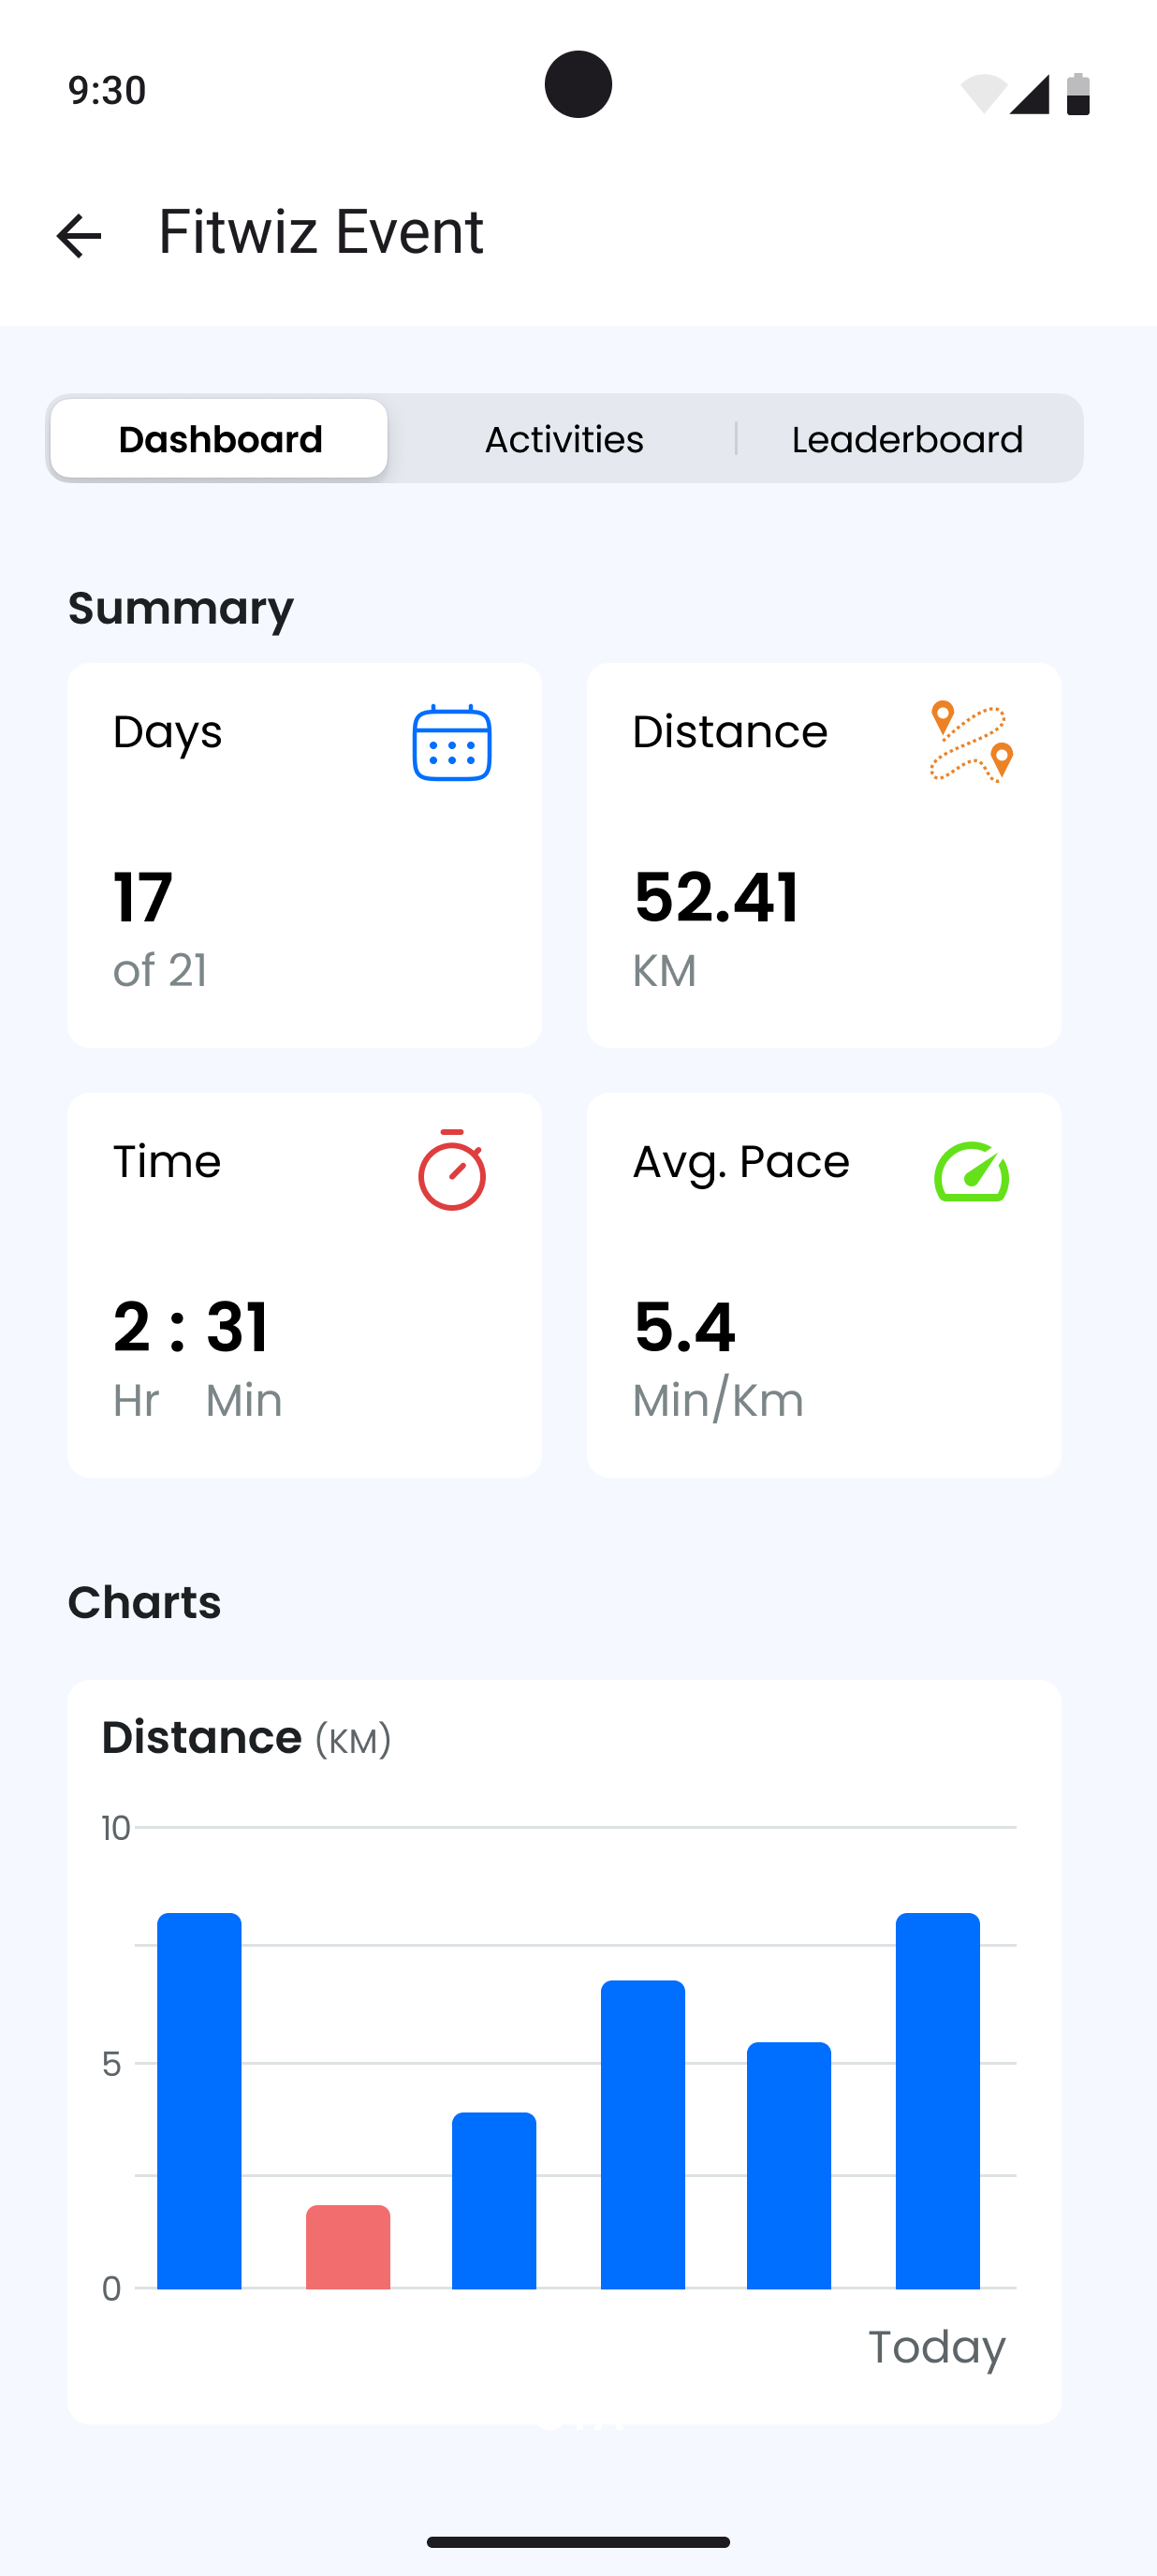 9:30
Fitwiz Event
Dashboard
Activities
Leaderboard
Summary
Days
17
of 21
Distance
52.41
KM
Time
2 : 31
Hr Min
Avg. Pace
5.4
Min/Km
Charts
Distance (KM)
10
5
0
Today